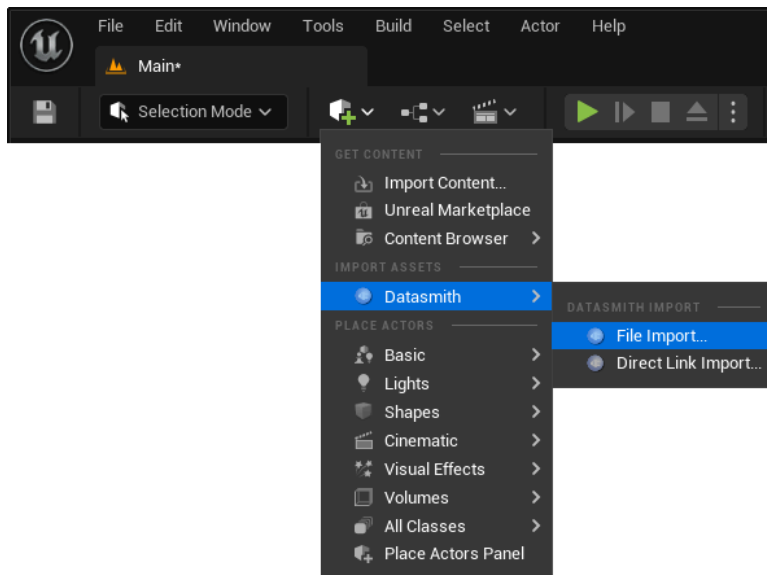 File Edit Window Tools Build Select Actor Help
Main*
Selection Mode
GET CONTENT
Import Content...
Unreal Marketplace
Content Browser
IMPORT ASSETS
Datasmith
DATASMITH IMPORT
File Import...
Direct Link Import...
PLACE ACTORS
Basic
Lights
Shapes
Cinematic
Visual Effects
Volumes
All Classes
Place Actors Panel